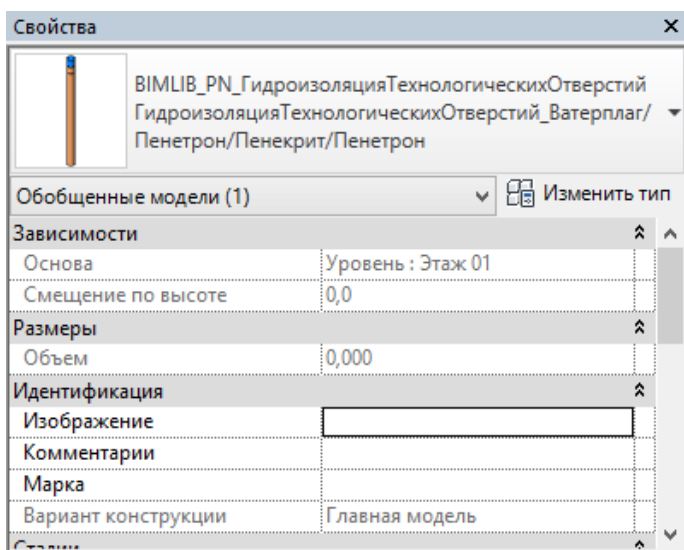 Свойства
BIMLIB_PN_ГидроизоляцияТехнологическихОтверстий
ГидроизоляцияТехнологическихОтверстий_Ватерплаг/
Пенетрон/Пенекрит/Пенетрон
Обобщенные модели (1)
Изменить тип
Зависимости
Основа Уровень : Этаж 01
Смещение по высоте 0,0
Размеры
Объем 0,000
Идентификация
Изображение
Комментарии
Марка
Вариант конструкции Главная модель
Стадии